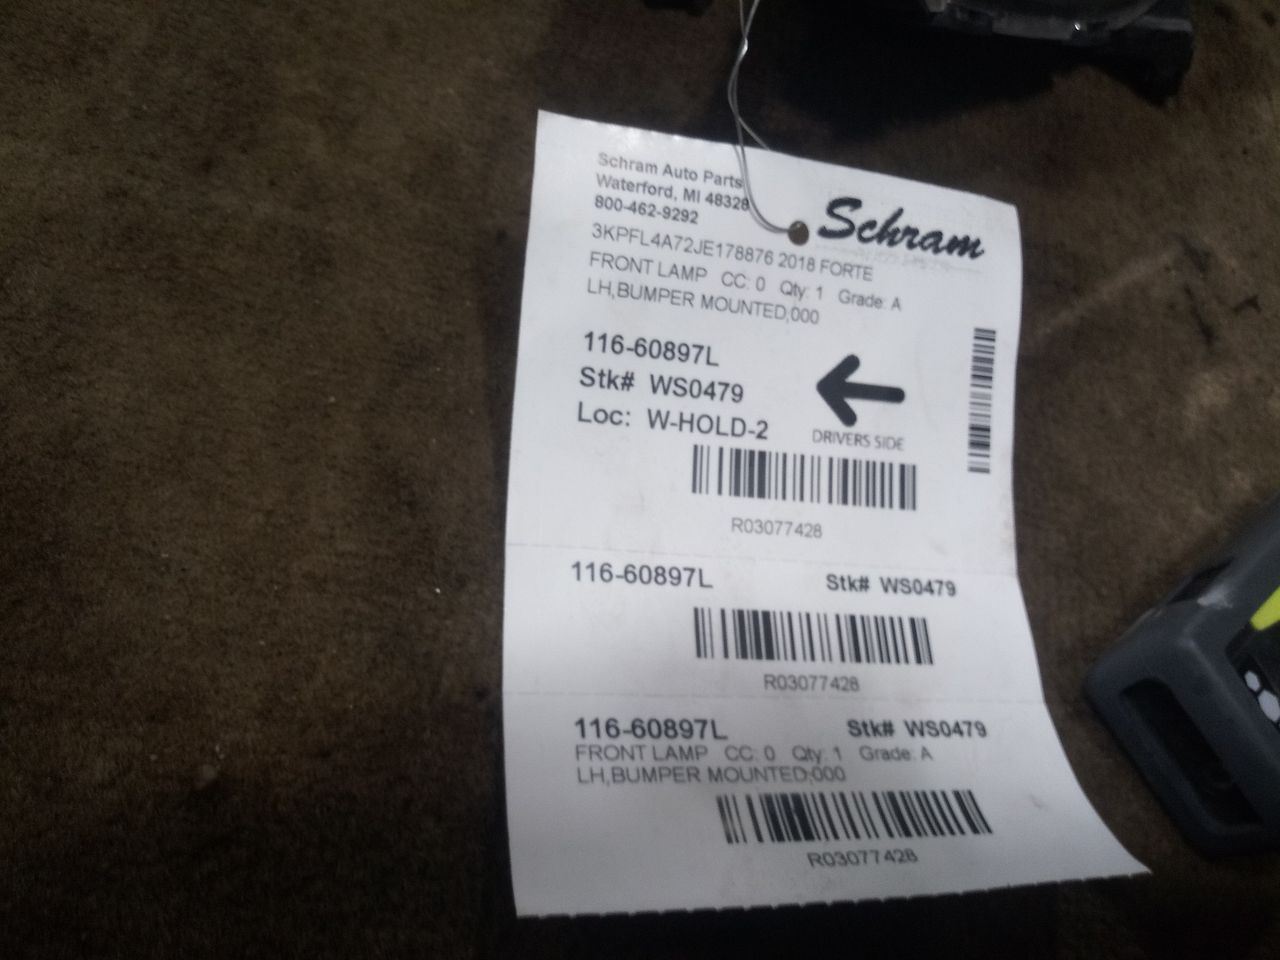 Schram Auto Parts
Waterford, MI 48328
800-462-9292
Schram
3KPFL4A72JE178876 2018 FORTE
FRONT LAMP CC: 0 Qty: 1 Grade: A
LH,BUMPER MOUNTED,000
116-60897L
Stk# WS0479
Loc: W-HOLD-2
DRIVERS SIDE
R03077428
116-60897L Stk# WS0479
R03077428
116-60897L Stk# WS0479
FRONT LAMP CC: 0 Qty: 1 Grade: A
LH,BUMPER MOUNTED,000
R03077428